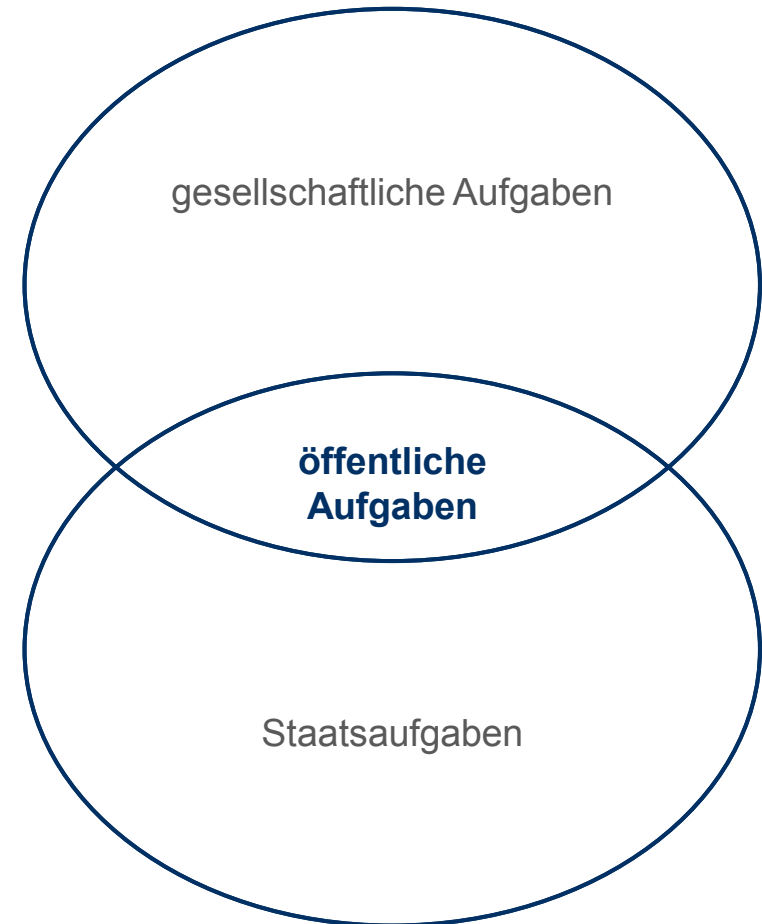 gesellschaftliche Aufgaben
öffentliche
Aufgaben
Staatsaufgaben